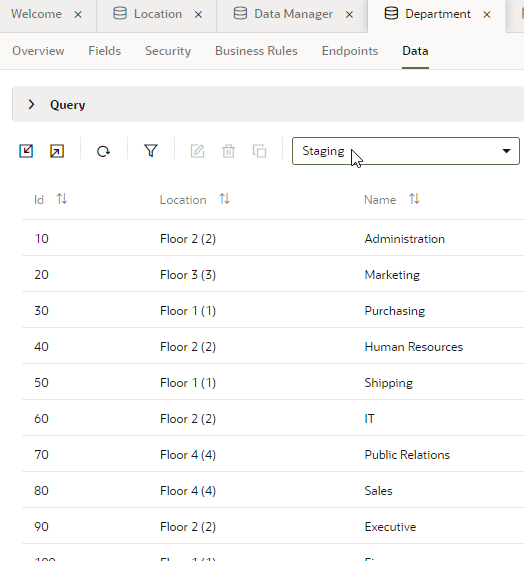 Welcome × Location × Data Manager × Department ×
Overview Fields Security Business Rules Endpoints Data
Query
Staging
Id Location Name
10 Floor 2 (2) Administration
20 Floor 3 (3) Marketing
30 Floor 1 (1) Purchasing
40 Floor 2 (2) Human Resources
50 Floor 1 (1) Shipping
60 Floor 2 (2) IT
70 Floor 4 (4) Public Relations
80 Floor 4 (4) Sales
90 Floor 2 (2) Executive